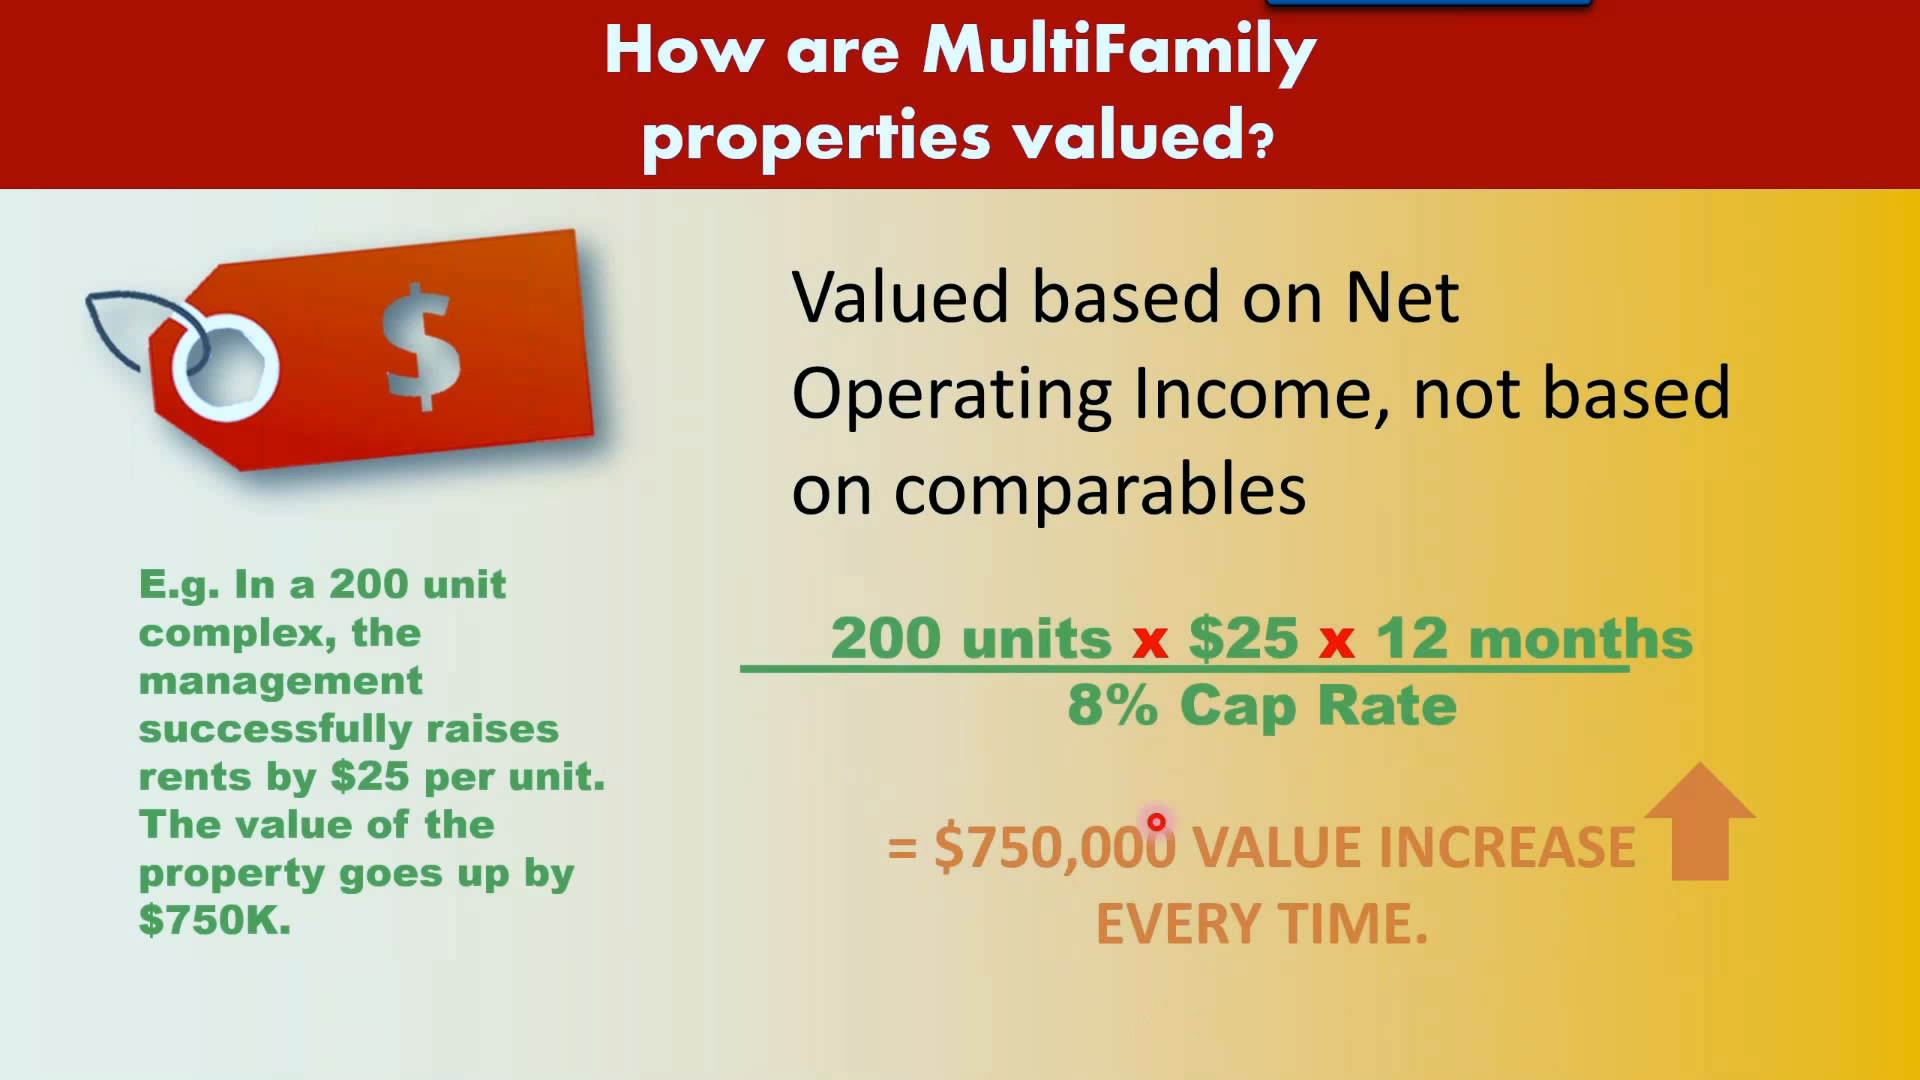 How are MultiFamily
properties valued?
$
Valued based on Net
Operating Income, not based
on comparables
E.g. In a 200 unit
complex, the
management
successfully raises
rents by $25 per unit.
The value of the
property goes up by
$750K.
200 units x $25 x 12 months
8% Cap Rate
= $750,000 VALUE INCREASE
EVERY TIME.